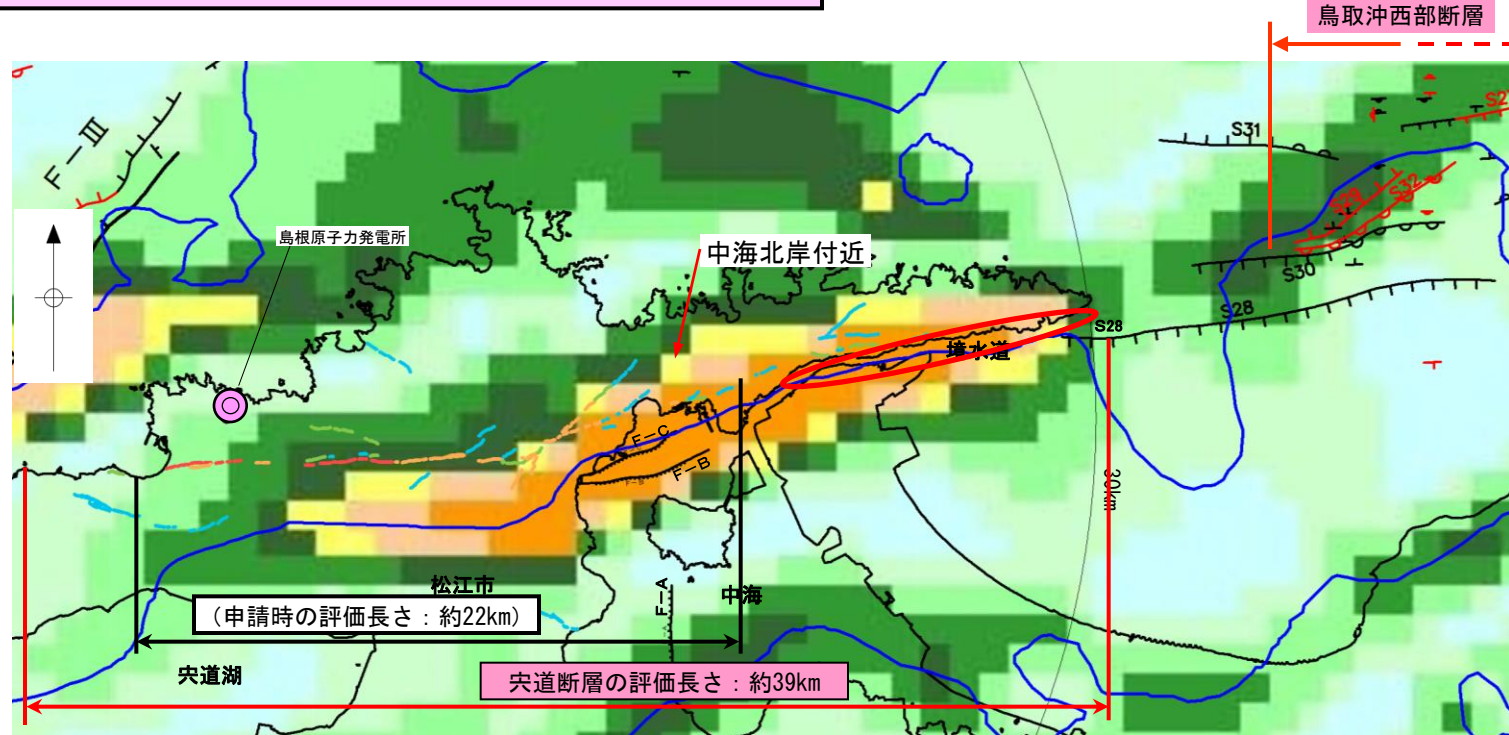 鳥取沖西部断層
F－Ⅲ
S31
S29
S32
S30
S28
島根原子力発電所
中海北岸付近
S28
境水道
F－C
F－B
30km
松江市
F－A
中海
（申請時の評価長さ：約22km）
宍道湖
宍道断層の評価長さ：約39km